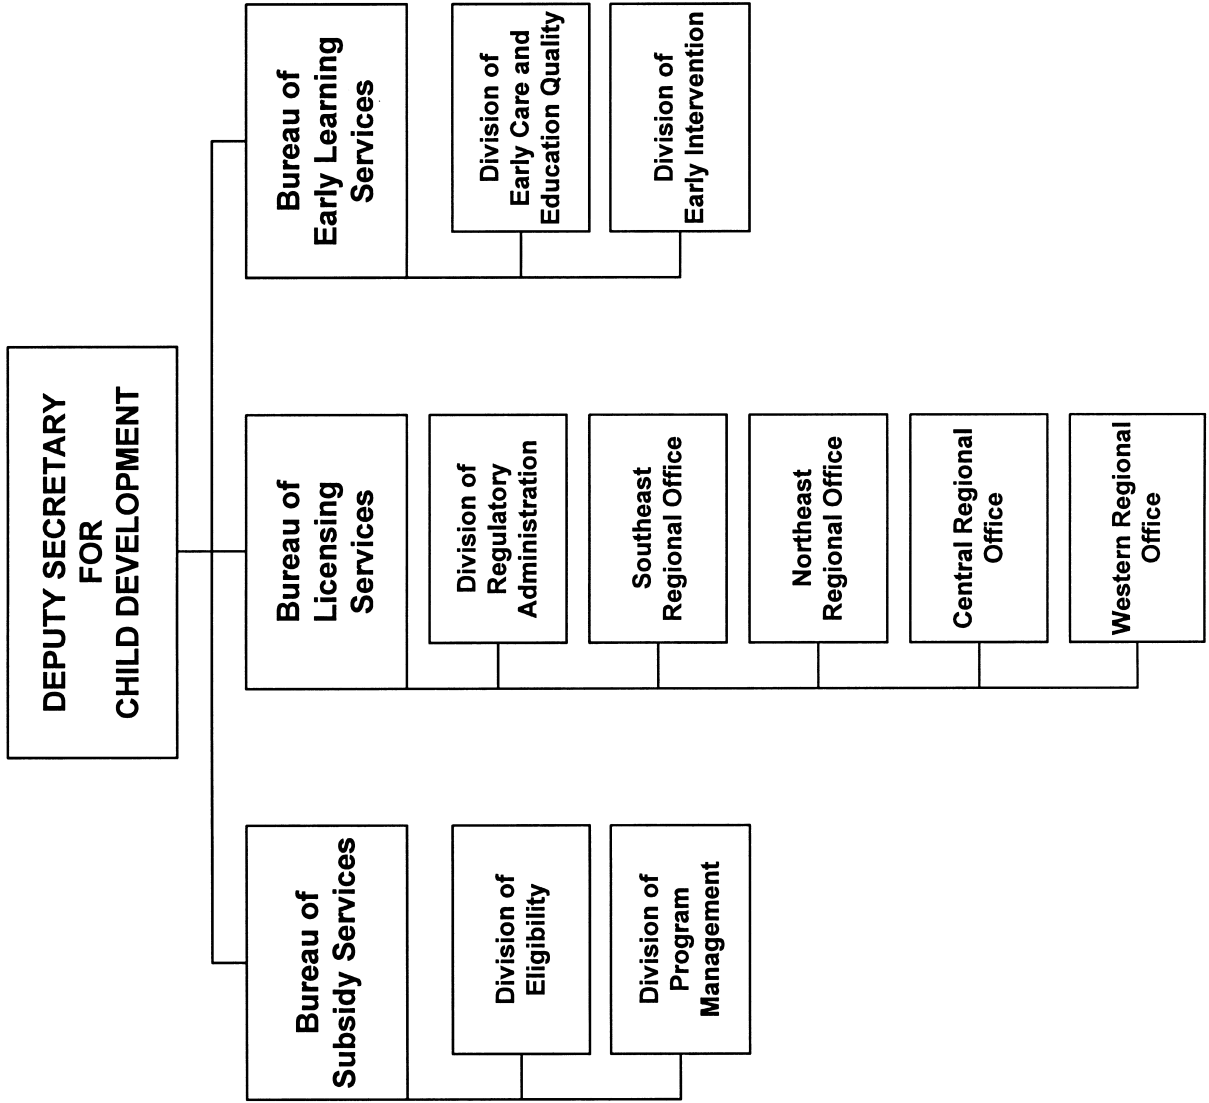 DEPUTY SECRETARY
FOR
CHILD DEVELOPMENT
Bureau of
Subsidy Services
Division of
Eligibility
Division of
Program
Management
Bureau of
Licensing
Services
Division of
Regulatory
Administration
Southeast
Regional Office
Northeast
Regional Office
Central Regional
Office
Western Regional
Office
Bureau of
Early Learning
Services
Division of
Early Care and
Education Quality
Division of
Early Intervention